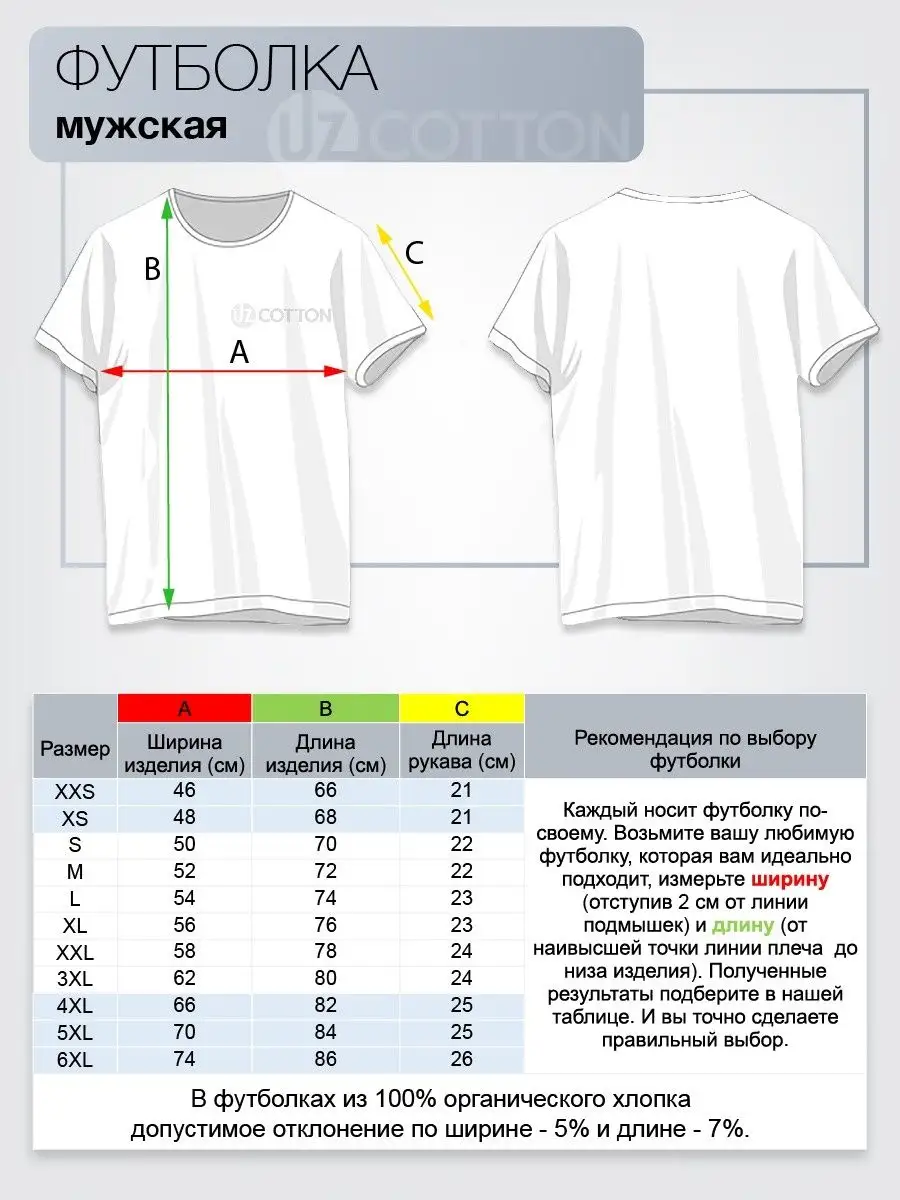 ФУТБОЛКА
мужская
UZ COTTON
B
C
UZ COTTON
A
A B C
Размер Ширина изделия (см) Длина изделия (см) Длина рукава (см) Рекомендация по выбору футболки
XXS 46 66 21
XS 48 68 21
S 50 70 22
M 52 72 22
L 54 74 23
XL 56 76 23
XXL 58 78 24
3XL 62 80 24
4XL 66 82 25
5XL 70 84 25
6XL 74 86 26
Каждый носит футболку по-
своему. Возьмите вашу любимую
футболку, которая вам идеально
подходит, измерьте ширину
(отступив 2 см от линии
подмышек) и длину (от
наивысшей точки линии плеча до
низа изделия). Полученные
результаты подберите в нашей
таблице. И вы точно сделаете
правильный выбор.
В футболках из 100% органического хлопка
допустимое отклонение по ширине - 5% и длине - 7%.